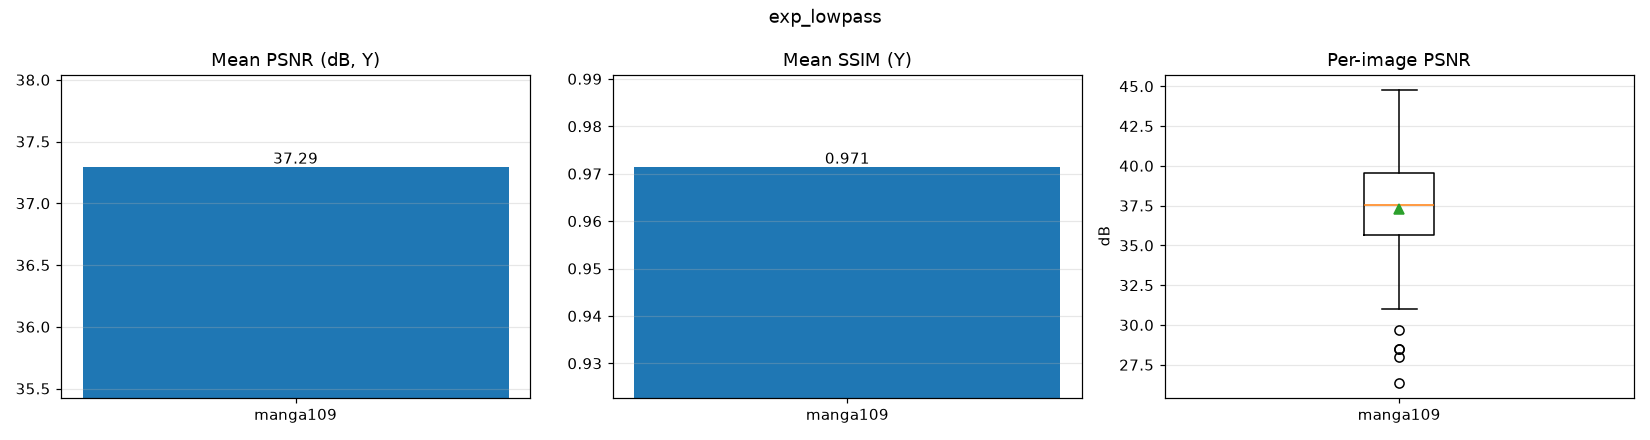 exp_lowpass
Mean PSNR (dB, Y)
38.0
37.5
37.0
36.5
36.0
35.5
37.29
manga109
Mean SSIM (Y)
0.99
0.98
0.97
0.96
0.95
0.94
0.93
0.971
manga109
Per-image PSNR
dB
45.0
42.5
40.0
37.5
35.0
32.5
30.0
27.5
manga109